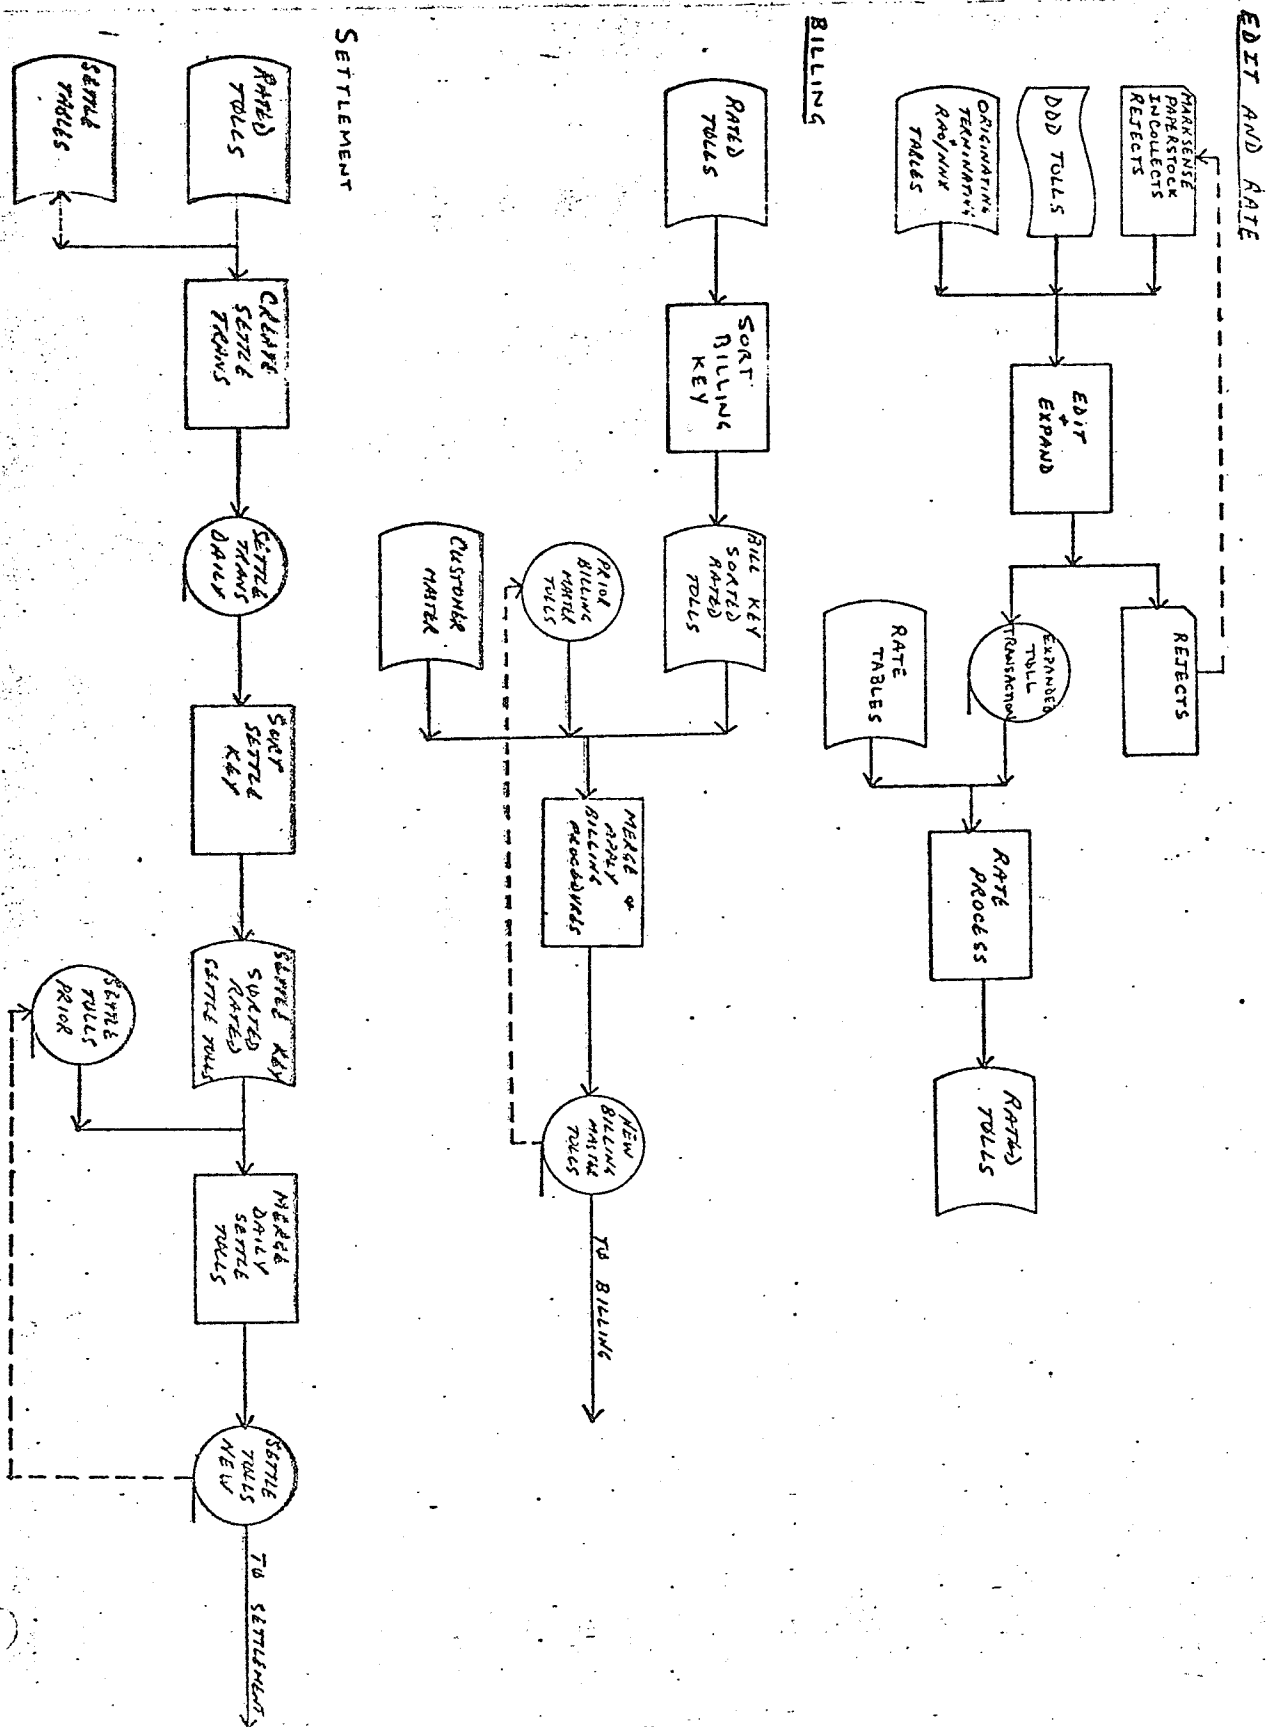 EDIT AND RATE
MARKSENSE
PAPERSTOCK
INCOLLECTS
REJECTS
DDD TOLLS
ORIGINATING
TERMINATING
RAO/NNX
TABLES
EDIT
+
EXPAND
REJECTS
EXPANDED
TOLL
TRANSACTION
RATE
TABLES
RATE
PROCESS
RATED
TOLLS
BILLING
RATED
TOLLS
SORT
BILLING
KEY
BILL KEY
SORTED
RATED
TOLLS
PRIOR
BILLING
MASTER
TOLLS
CUSTOMER
MASTER
MERGE +
APPLY
BILLING
PROCEDURES
NEW
BILLING
MASTER
TOLLS
TO BILLING
SETTLEMENT
RATED
TOLLS
SETTLE
TABLES
CREATE
SETTLE
TRANS
SETTLE
TRANS
DAILY
SORT
SETTLE
KEY
SETTLE KEY
SORTED
RATED
SETTLE TOLLS
SETTLE
TOLLS
PRIOR
MERGE
DAILY
SETTLE
TOLLS
SETTLE
TOLLS
NEW
TO SETTLEMENT